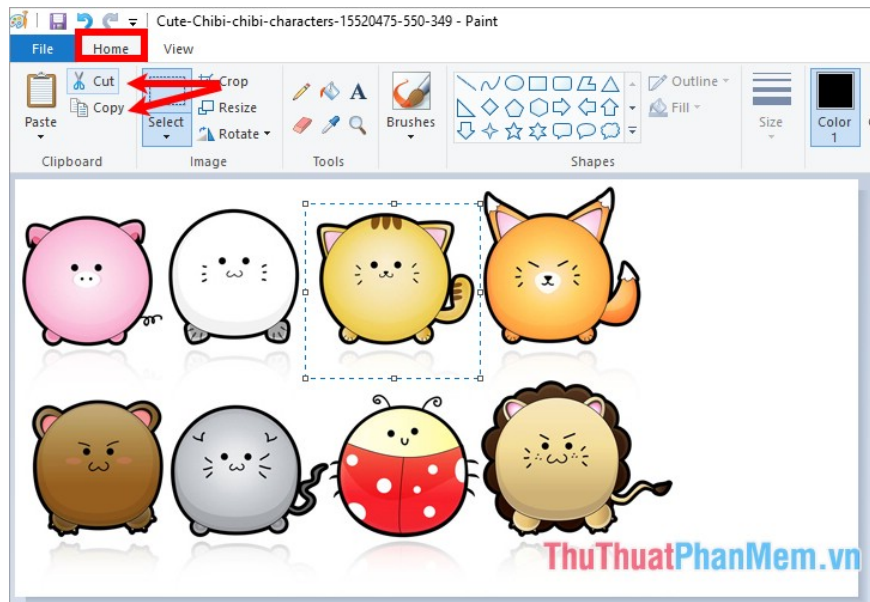 Cute-Chibi-chibi-characters-15520475-550-349 - Paint
File Home View
Paste
Cut
Copy
Clipboard
Select
Crop
Resize
Rotate
Image
A
Tools
Brushes
Outline
Fill
Shapes
Size
Color
1
ThuThuatPhanMem.vn